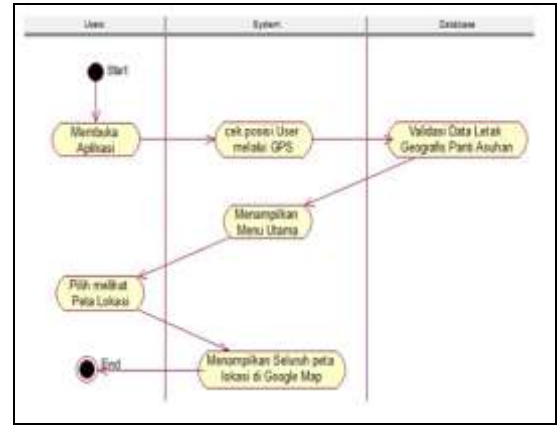 User
System
Database
Start
Membuka
Aplikasi
cek posisi User
melalui GPS
Validasi Data Letak
Geografis Panti Asuhan
Menampilkan
Menu Utama
Pilih melihat
Peta Lokasi
End
Menampilkan Seluruh peta
lokasi di Google Map